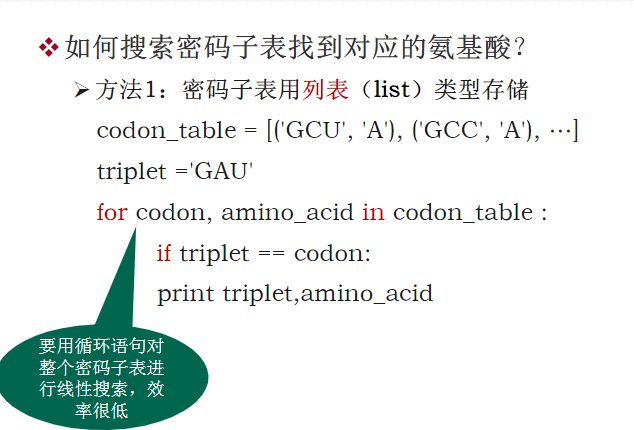 如何搜索密码子表找到对应的氨基酸?
方法1：密码子表用列表（list）类型存储
codon_table = [('GCU', 'A'), ('GCC', 'A'), …]
triplet ='GAU'
for codon, amino_acid in codon_table :
if triplet == codon:
print triplet,amino_acid
要用循环语句对
整个密码子表进
行线性搜索，效
率很低